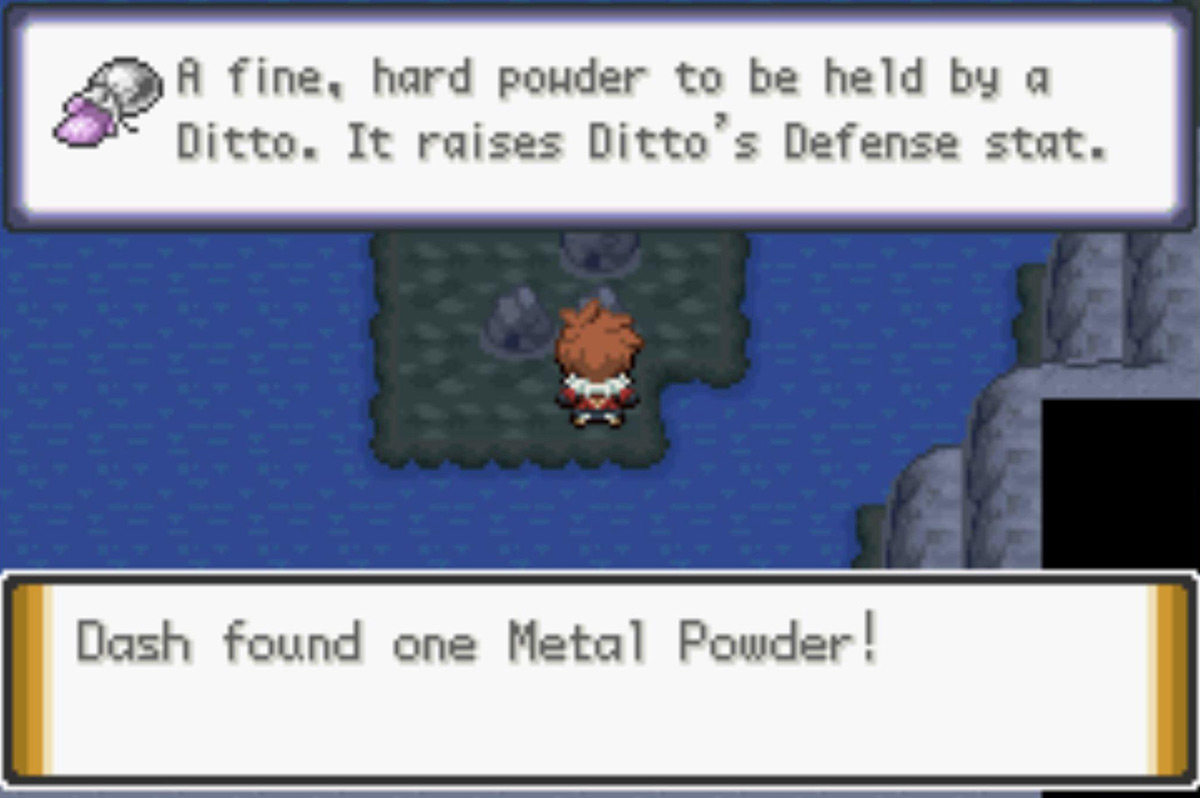 A fine, hard powder to be held by a
Ditto. It raises Ditto's Defense stat.
Dash found one Metal Powder!